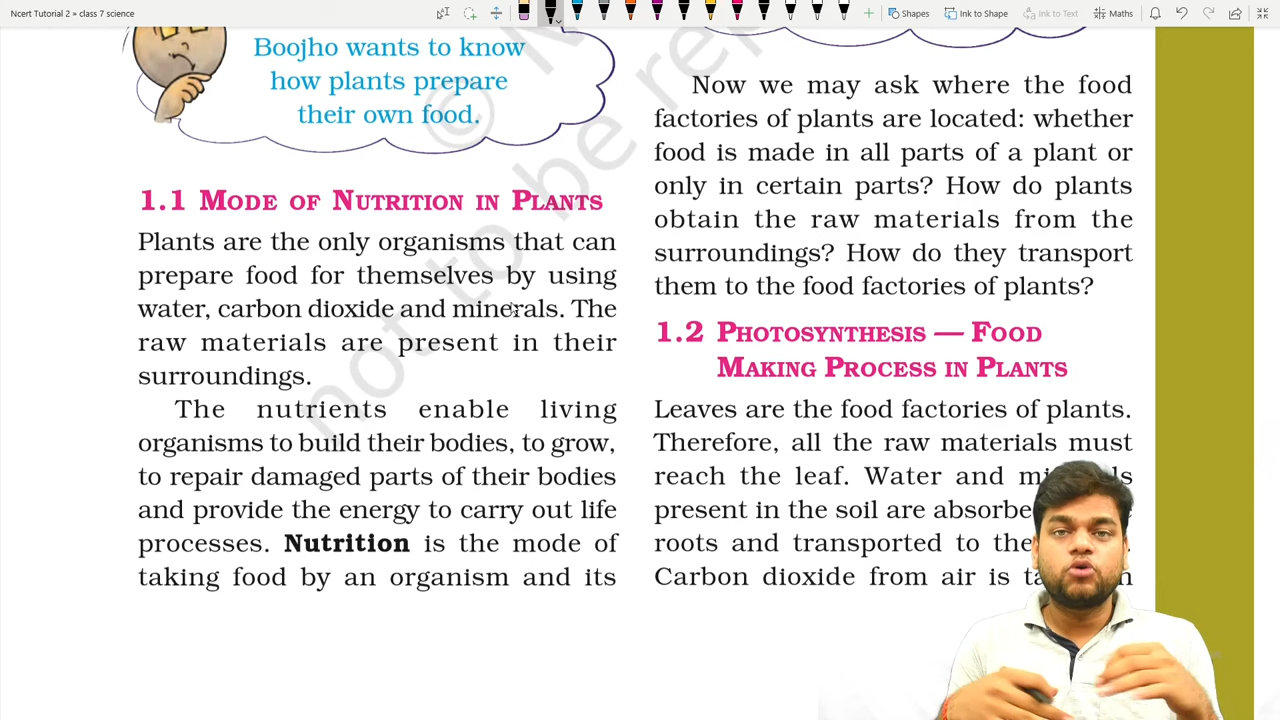 Ncert Tutorial 2 » class 7 science
Shapes
Ink to Shape
Ink to Text
Maths
Boojho wants to know
how plants prepare
their own food.
1.1 MODE OF NUTRITION IN PLANTS
Plants are the only organisms that can
prepare food for themselves by using
water, carbon dioxide and minerals. The
raw materials are present in their
surroundings.
The nutrients enable living
organisms to build their bodies, to grow,
to repair damaged parts of their bodies
and provide the energy to carry out life
processes. Nutrition is the mode of
taking food by an organism and its
Now we may ask where the food
factories of plants are located: whether
food is made in all parts of a plant or
only in certain parts? How do plants
obtain the raw materials from the
surroundings? How do they transport
them to the food factories of plants?
1.2 PHOTOSYNTHESIS — FOOD
MAKING PROCESS IN PLANTS
Leaves are the food factories of plants.
Therefore, all the raw materials must
reach the leaf. Water and
present in the soil are
roots and transported to the
Carbon dioxide from air is
©
not to be